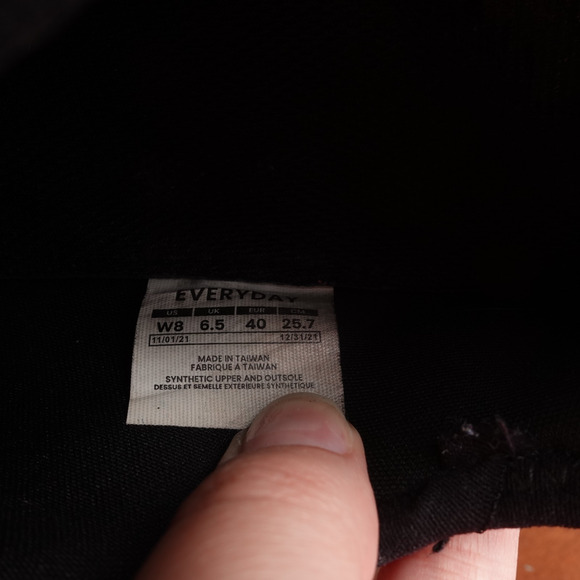 EVERYDAY
US UK EUR CM
W8 6.5 40 25.7
11/01/21 12/31/21
MADE IN TAIWAN
FABRIQUE A TAIWAN
SYNTHETIC UPPER AND OUTSOLE
DESSUS ET SEMELLE EXTERIEURE SYNTHETIQUE